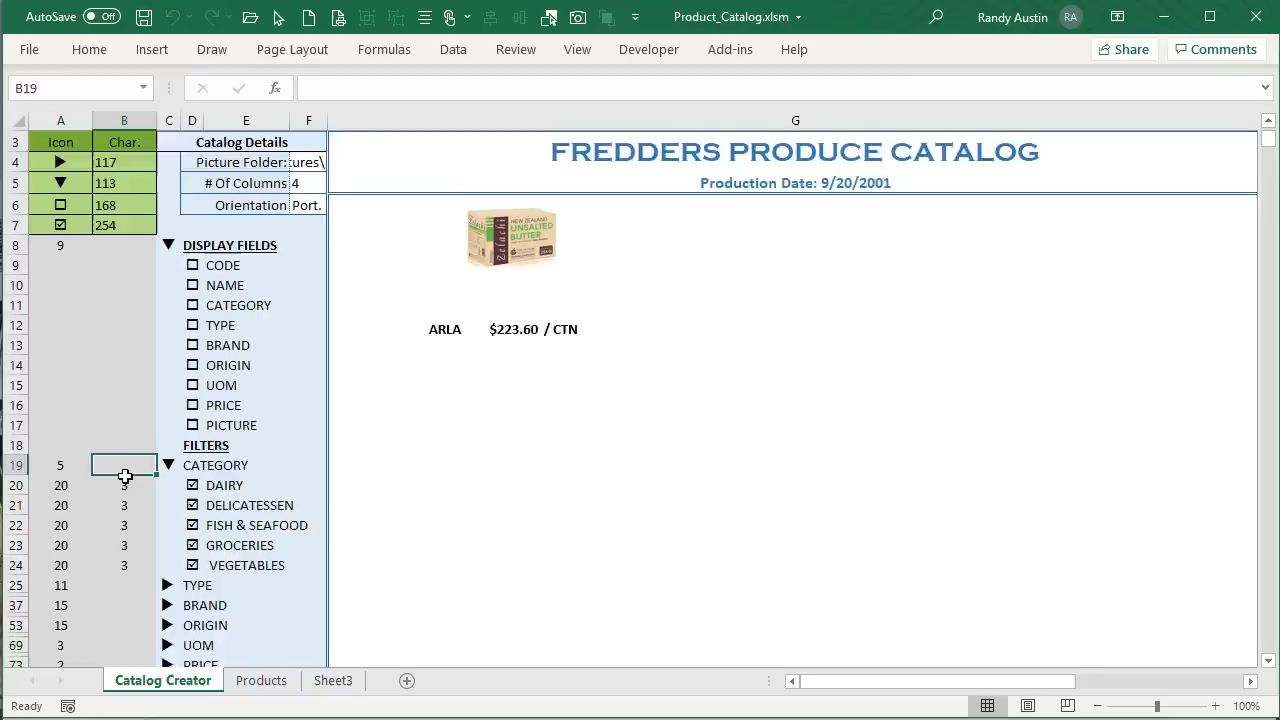 AutoSave Off Product_Catalog.xlsm Randy Austin RA
File Home Insert Draw Page Layout Formulas Data Review View Developer Add-ins Help Share Comments
B19 fx
A B C D E F G
3 Icon Char. Catalog Details FREDDERS PRODUCE CATALOG
4 117 Picture Folder: :ures\
5 113 # Of Columns 4 Production Date: 9/20/2001
6 168 Orientation Port.
7 254
8 9 DISPLAY FIELDS
NEW ZEALAND
UNSALTED
BUTTER
9 CODE
10 NAME
11 CATEGORY
12 TYPE ARLA $223.60 / CTN
13 BRAND
14 ORIGIN
15 UOM
16 PRICE
17 PICTURE
18 FILTERS
19 5 CATEGORY
20 20 3 DAIRY
21 20 3 DELICATESSEN
22 20 3 FISH & SEAFOOD
23 20 3 GROCERIES
24 20 3 VEGETABLES
25 11 TYPE
37 15 BRAND
53 15 ORIGIN
69 3 UOM
73 2 PRICE
Catalog Creator Products Sheet3
Ready 100%